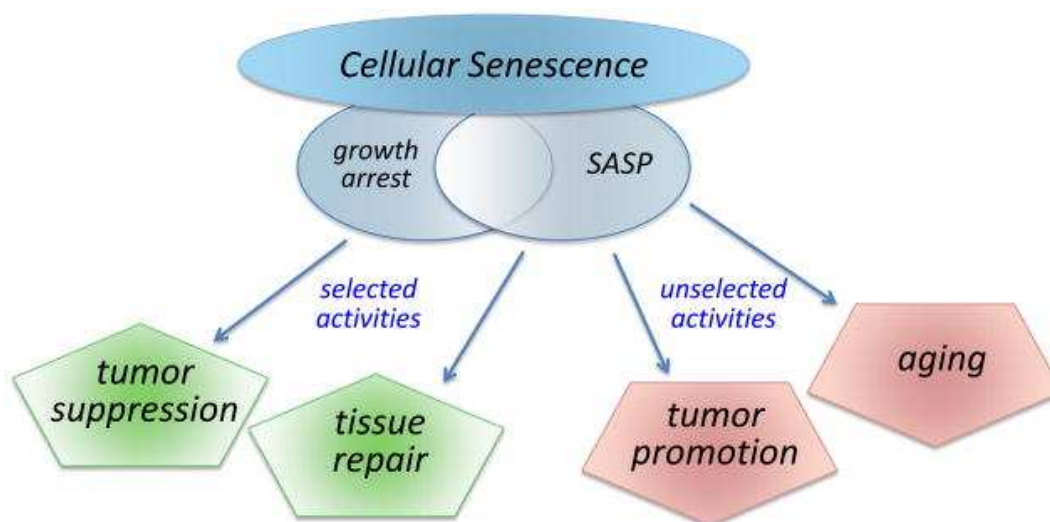 Cellular Senescence
growth
arrest
SASP
selected
activities
unselected
activities
tumor
suppression
tissue
repair
tumor
promotion
aging